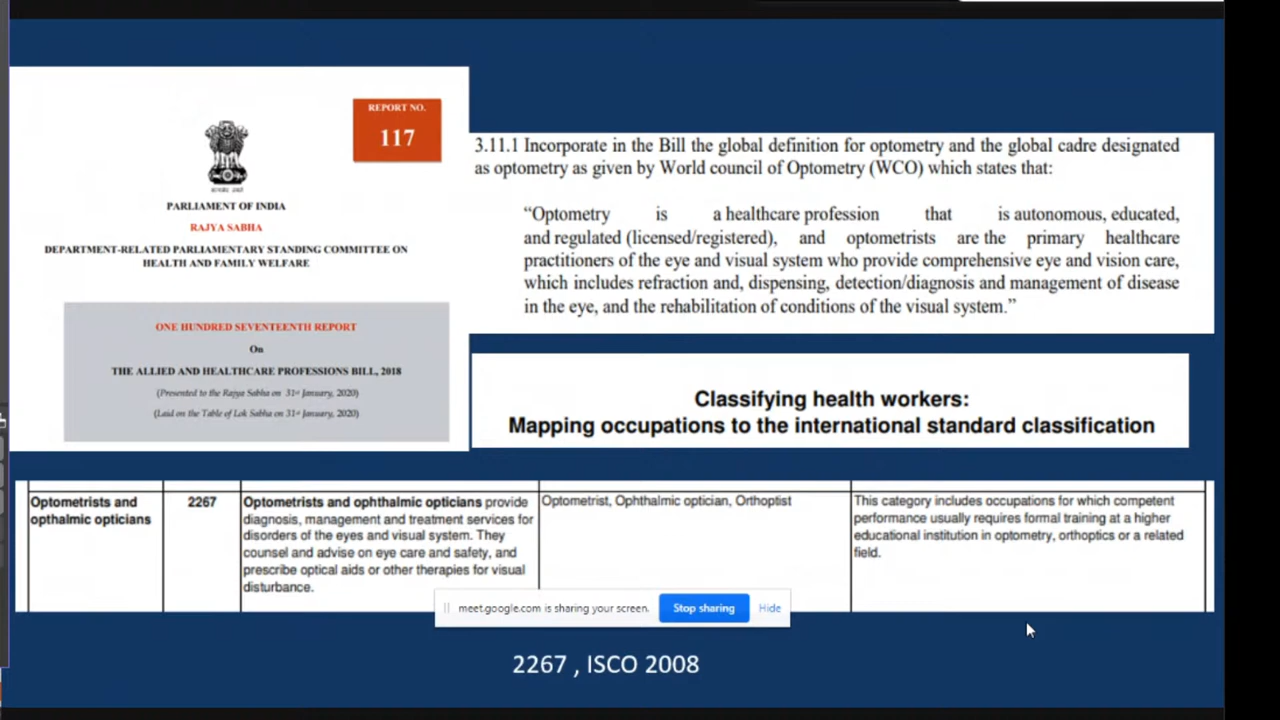 REPORT NO.
117
PARLIAMENT OF INDIA
RAJYA SABHA
DEPARTMENT-RELATED PARLIAMENTARY STANDING COMMITTEE ON
HEALTH AND FAMILY WELFARE
ONE HUNDRED SEVENTEENTH REPORT
On
THE ALLIED AND HEALTHCARE PROFESSIONS BILL, 2018
(Presented to the Rajya Sabha on 31st January, 2020)
(Laid on the Table of Lok Sabha on 31st January, 2020)
3.11.1 Incorporate in the Bill the global definition for optometry and the global cadre designated
as optometry as given by World council of Optometry (WCO) which states that:
“Optometry is a healthcare profession that is autonomous, educated,
and regulated (licensed/registered), and optometrists are the primary healthcare
practitioners of the eye and visual system who provide comprehensive eye and vision care,
which includes refraction and, dispensing, detection/diagnosis and management of disease
in the eye, and the rehabilitation of conditions of the visual system.”
Classifying health workers:
Mapping occupations to the international standard classification
Optometrists and
opthalmic opticians
2267
Optometrists and ophthalmic opticians provide
diagnosis, management and treatment services for
disorders of the eyes and visual system. They
counsel and advise on eye care and safety, and
prescribe optical aids or other therapies for visual
disturbance.
Optometrist, Ophthalmic optician, Orthoptist
This category includes occupations for which competent
performance usually requires formal training at a higher
educational institution in optometry, orthoptics or a related
field.
meet.google.com is sharing your screen.
Stop sharing
Hide
2267 , ISCO 2008